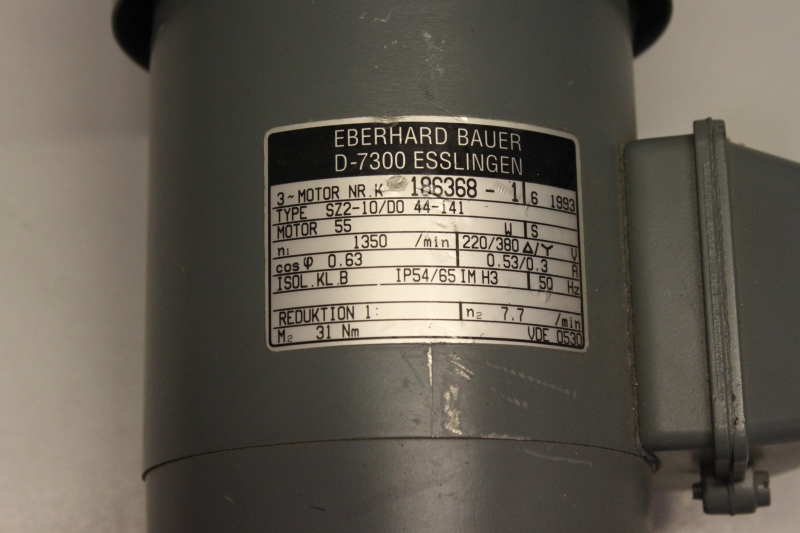 EBERHARD BAUER
D-7300 ESSLINGEN
3~MOTOR NR.K 186368 - 1 6 1993
TYPE SZ2-10/D0 44-141
MOTOR 55 W S
n₁ 1350 /min 220/380 Δ/Y V
cos φ 0.63 0.53/0.3 A
ISOL.KL.B IP54/65 IM H3 50 Hz
REDUKTION 1: n₂ 7.7 /min
M₂ 31 Nm VDE 0530